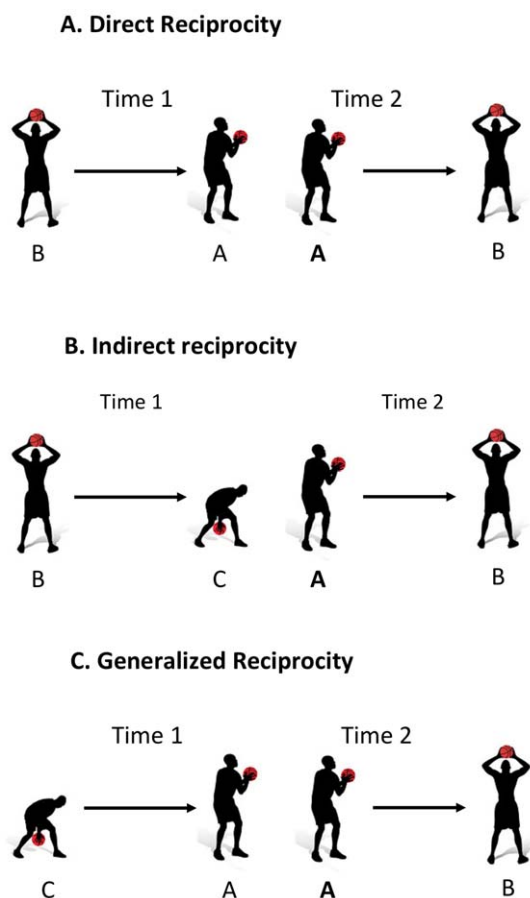 A. Direct Reciprocity
Time 1 Time 2
B A A B
B. Indirect reciprocity
Time 1 Time 2
B C A B
C. Generalized Reciprocity
Time 1 Time 2
C A A B